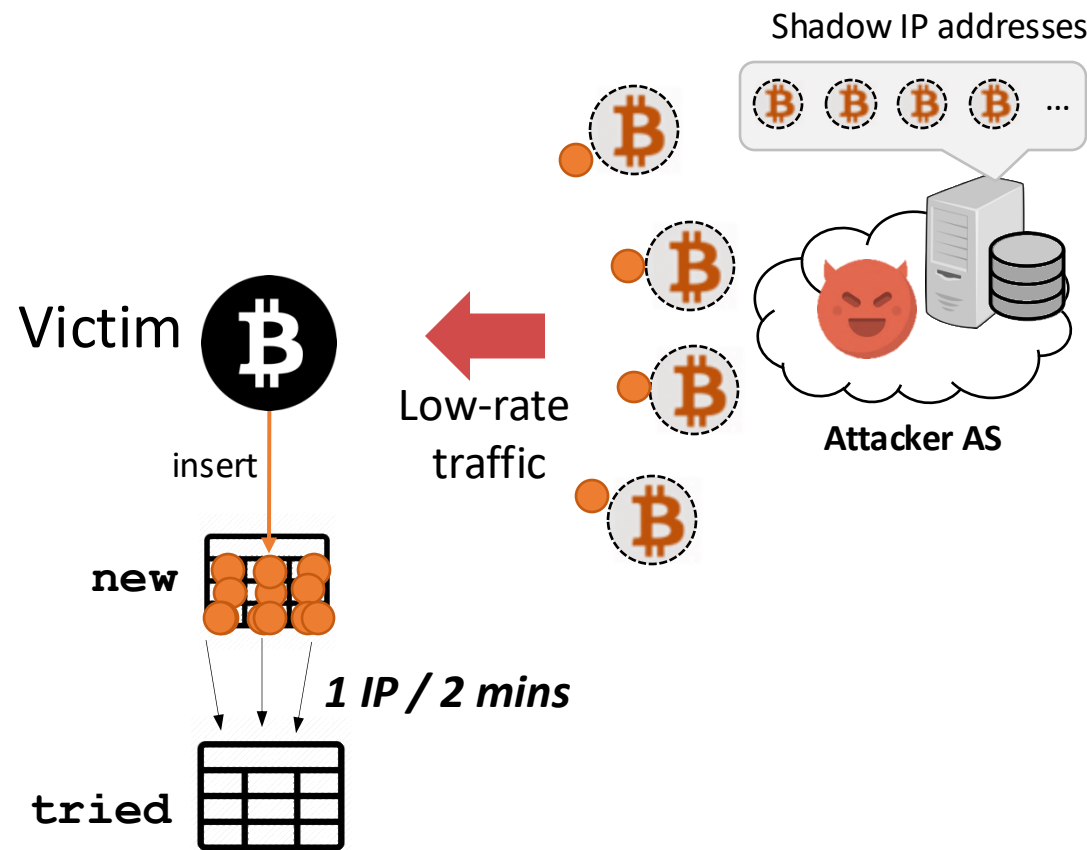 Shadow IP addresses
...
Victim
Low-rate
traffic
Attacker AS
insert
new
1 IP / 2 mins
tried